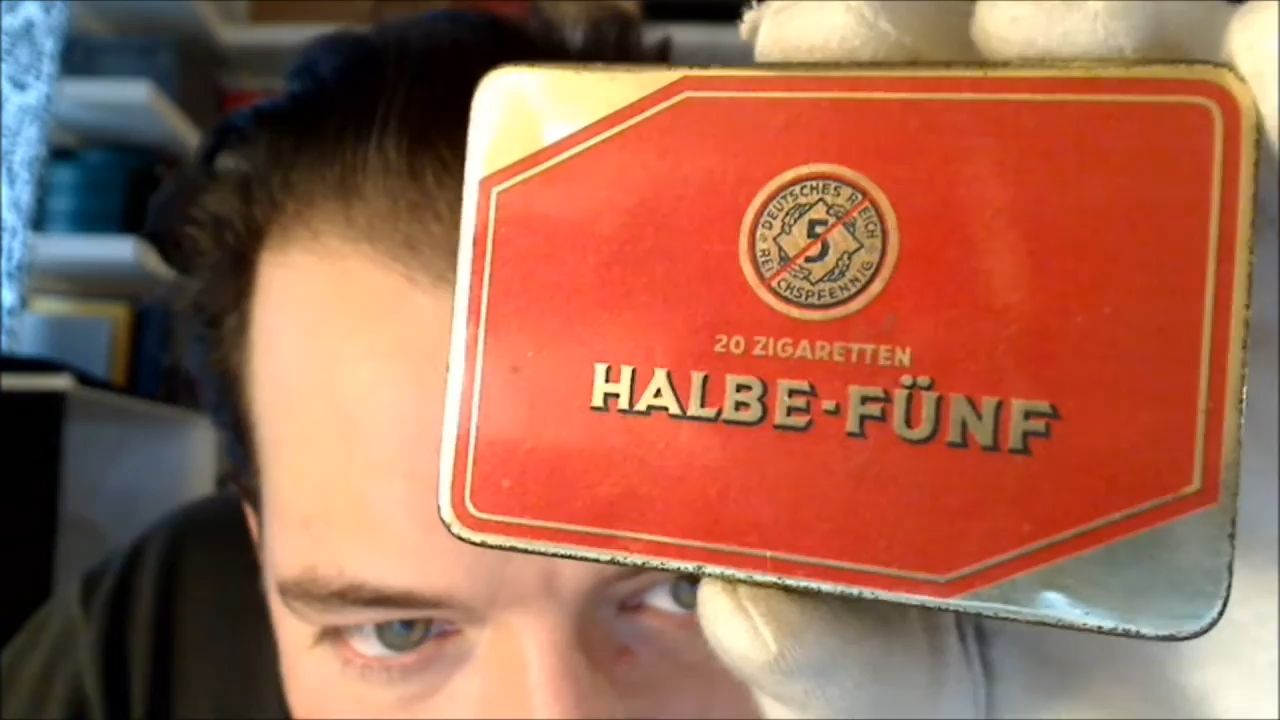 DEUTSCHES REICH
5
REICHSPFENNIG
20 ZIGARETTEN
HALBE-FÜNF